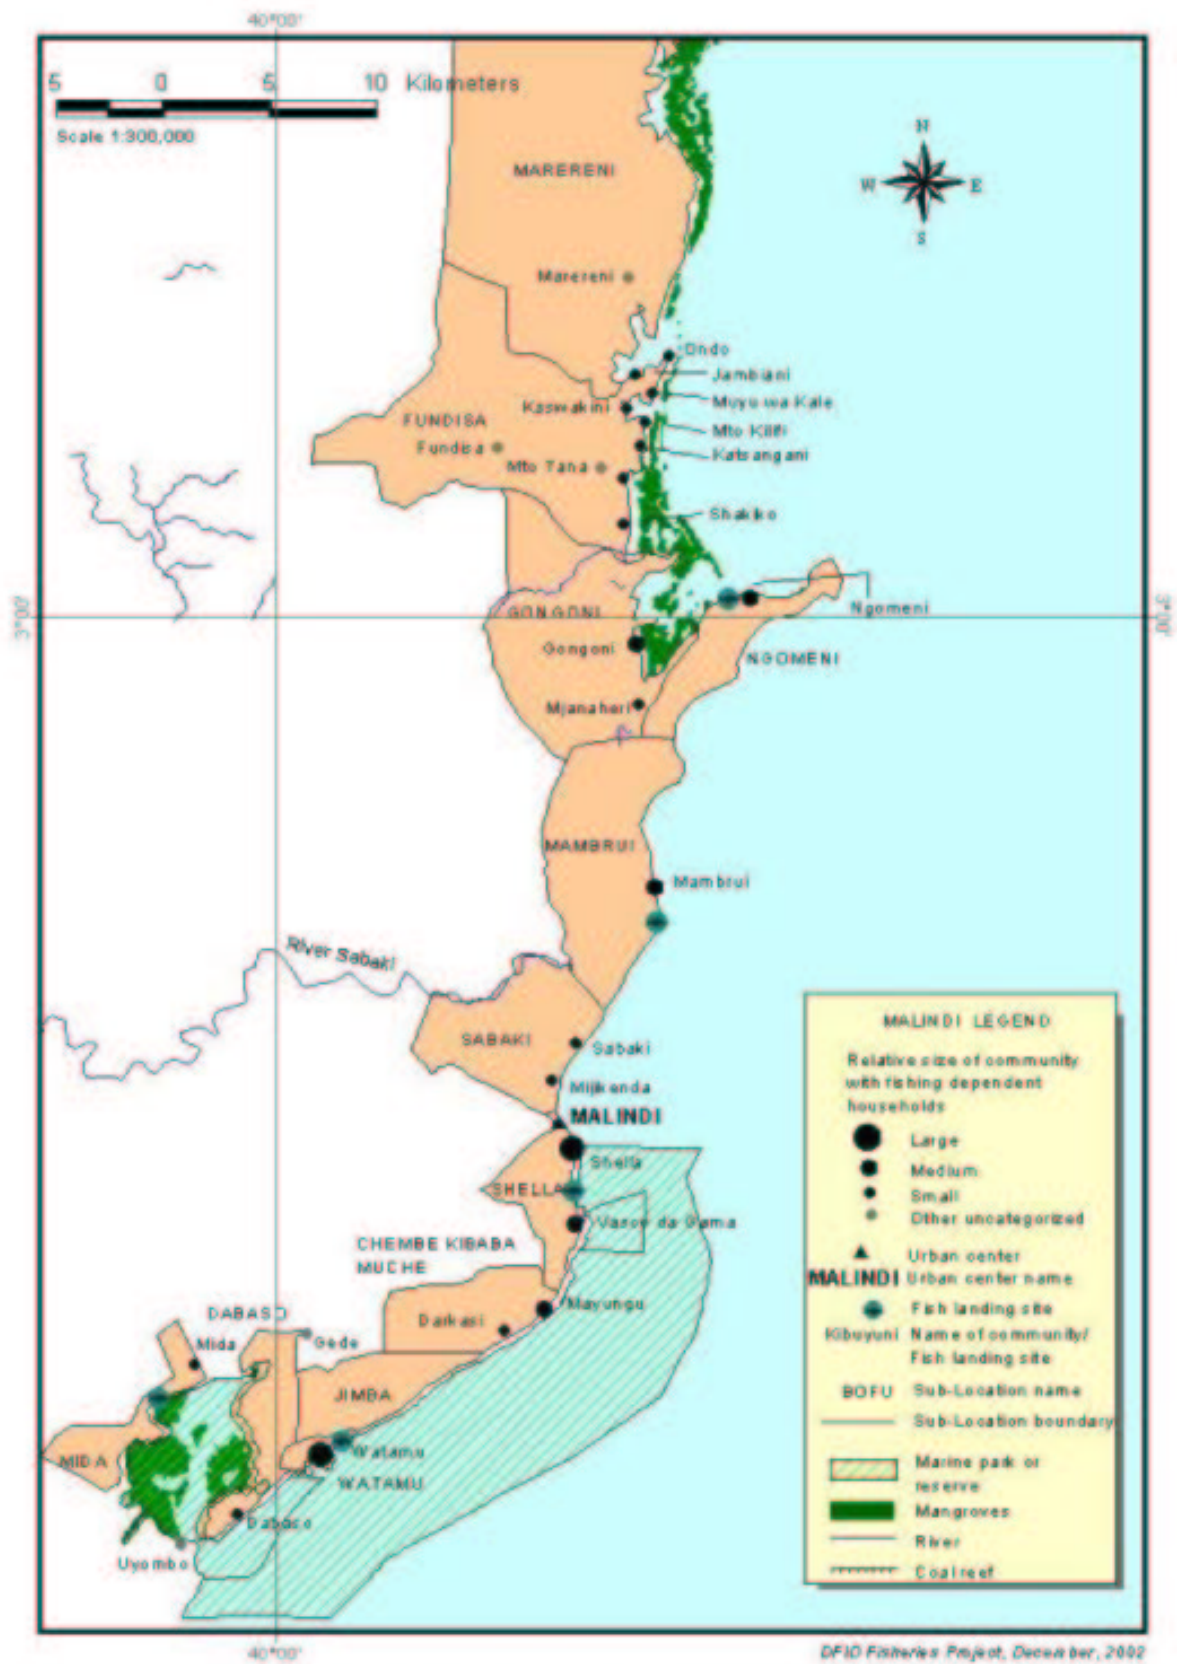 40°00'
5 0 5 10 Kilometers
Scale 1:300,000
N
W E
S
MARERENI
Marereni
Ondo
Jambiani
Kaswakini
Muyu wa Kale
FUNDISA
Mto Kilifi
Fundisa
Katsangani
Mto Tana
Shakiko
3°00'
3°00'
GONGONI
Ngomeni
Gongoni
NGOMENI
Mjanaheri
MAMBRUI
Mambrui
River Sabaki
SABAKI
Sabaki
Mijikenda
MALINDI
Shella
SHELLA
Vasco da Gama
CHEMBE KIBABA
MUCHE
Mayungu
DABASO
Darkasi
Mida
Gede
JIMBA
Watamu
MIDA
WATAMU
Dabaso
Uyombo
MALINDI LEGEND
Relative size of community
with fishing dependent
households
Large
Medium
Small
Other uncategorized
Urban center
MALINDI Urban center name
Fish landing site
Kibuyuni Name of community/
Fish landing site
BOFU Sub-Location name
Sub-Location boundary
Marine park or
reserve
Mangroves
River
Coal reef
40°00'
DFID Fisheries Project, December, 2002